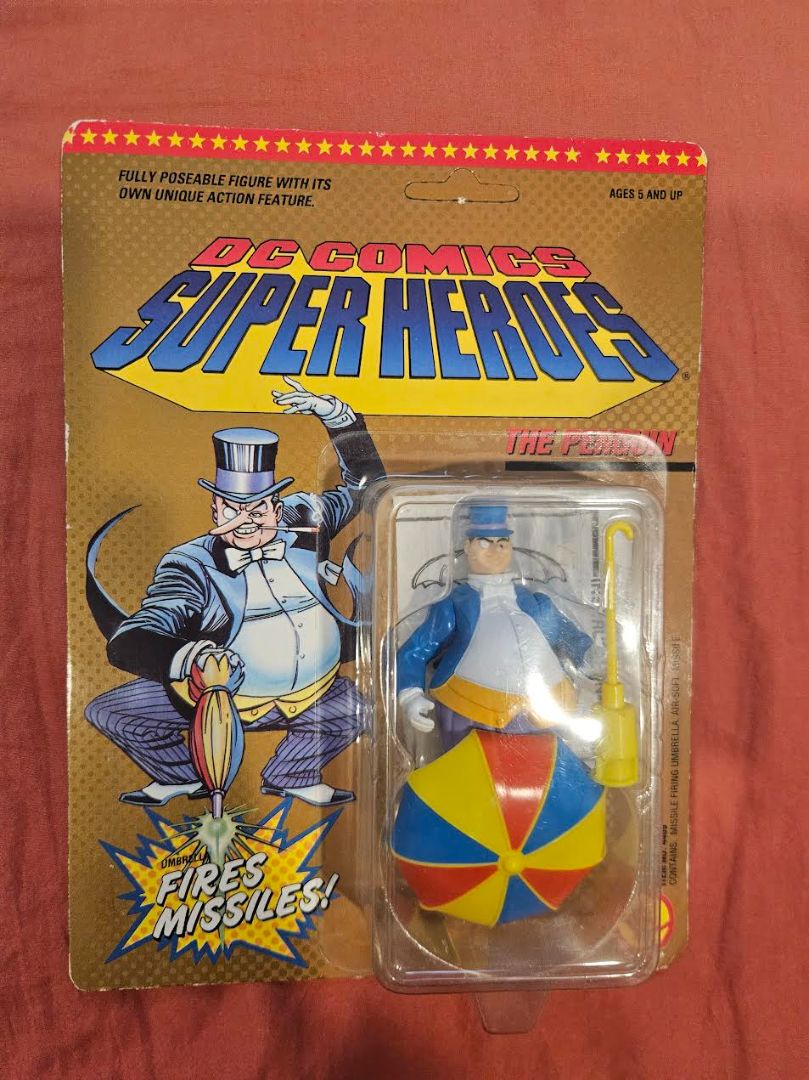 FULLY POSEABLE FIGURE WITH ITS
OWN UNIQUE ACTION FEATURE.
AGES 5 AND UP
DC COMICS
SUPER HEROES®
THE PENGUIN
UMBRELLA
FIRES
MISSILES!
CONTAINS: MISSILE FIRING UMBRELLA, AIR-SOFT MISSILE